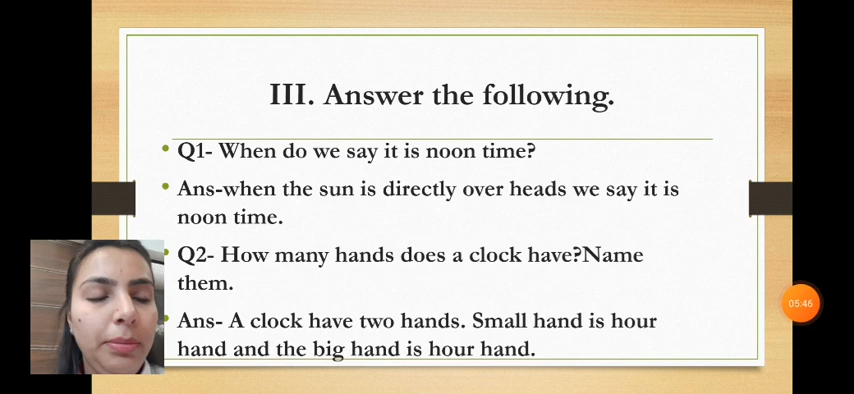 III. Answer the following.
Q1- When do we say it is noon time?
Ans-when the sun is directly over heads we say it is
noon time.
Q2- How many hands does a clock have?Name
them.
Ans- A clock have two hands. Small hand is hour
hand and the big hand is hour hand.
05:46